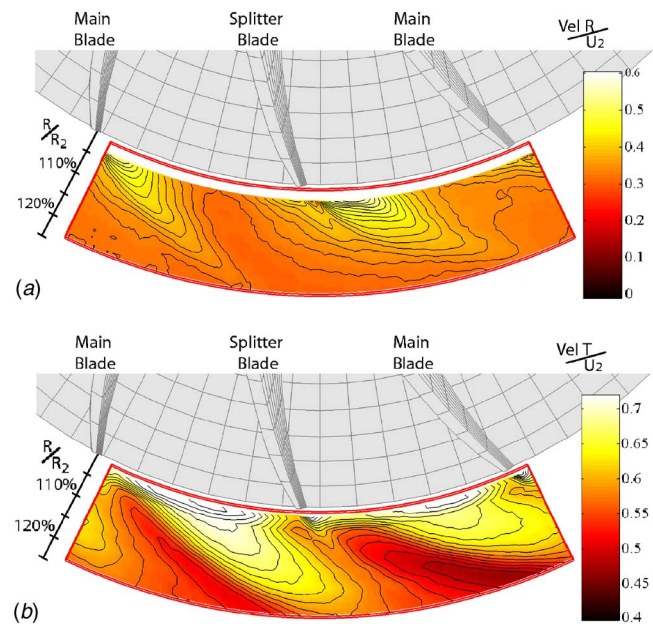 Main Blade
Splitter Blade
Main Blade
Vel R/U2
R/R2
110%
120%
0.6
0.5
0.4
0.3
0.2
0.1
0
(a)
Main Blade
Splitter Blade
Main Blade
Vel T/U2
R/R2
110%
120%
0.7
0.65
0.6
0.55
0.5
0.45
0.4
(b)